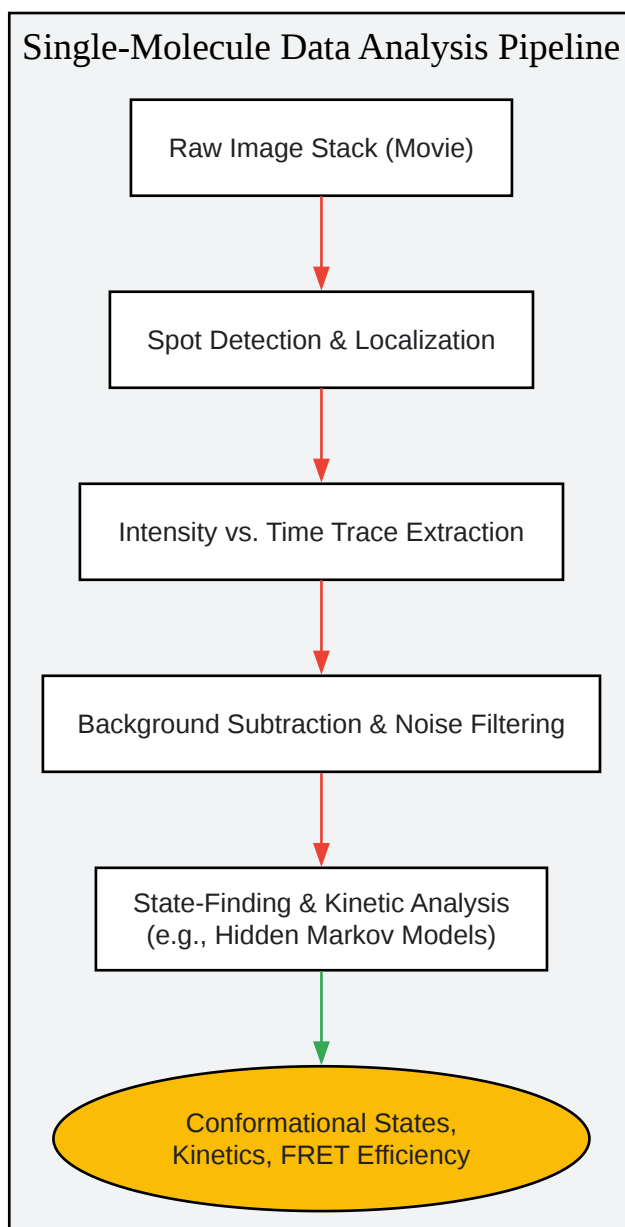 Single-Molecule Data Analysis Pipeline
Raw Image Stack (Movie)
Spot Detection & Localization
Intensity vs. Time Trace Extraction
Background Subtraction & Noise Filtering
State-Finding & Kinetic Analysis
(e.g., Hidden Markov Models)
Conformational States,
Kinetics, FRET Efficiency